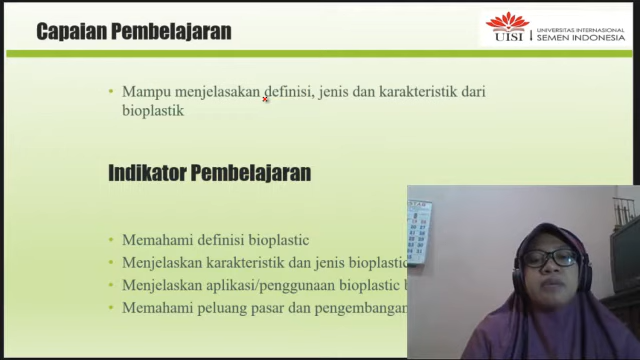 Capaian Pembelajaran
UISI
UNIVERSITAS INTERNASIONAL
SEMEN INDONESIA
• Mampu menjelasakan definisi, jenis dan karakteristik dari
bioplastik
Indikator Pembelajaran
• Memahami definisi bioplastic
• Menjelaskan karakteristik dan jenis bioplastic
• Menjelaskan aplikasi/penggunaan bioplastic
• Memahami peluang pasar dan pengembangan